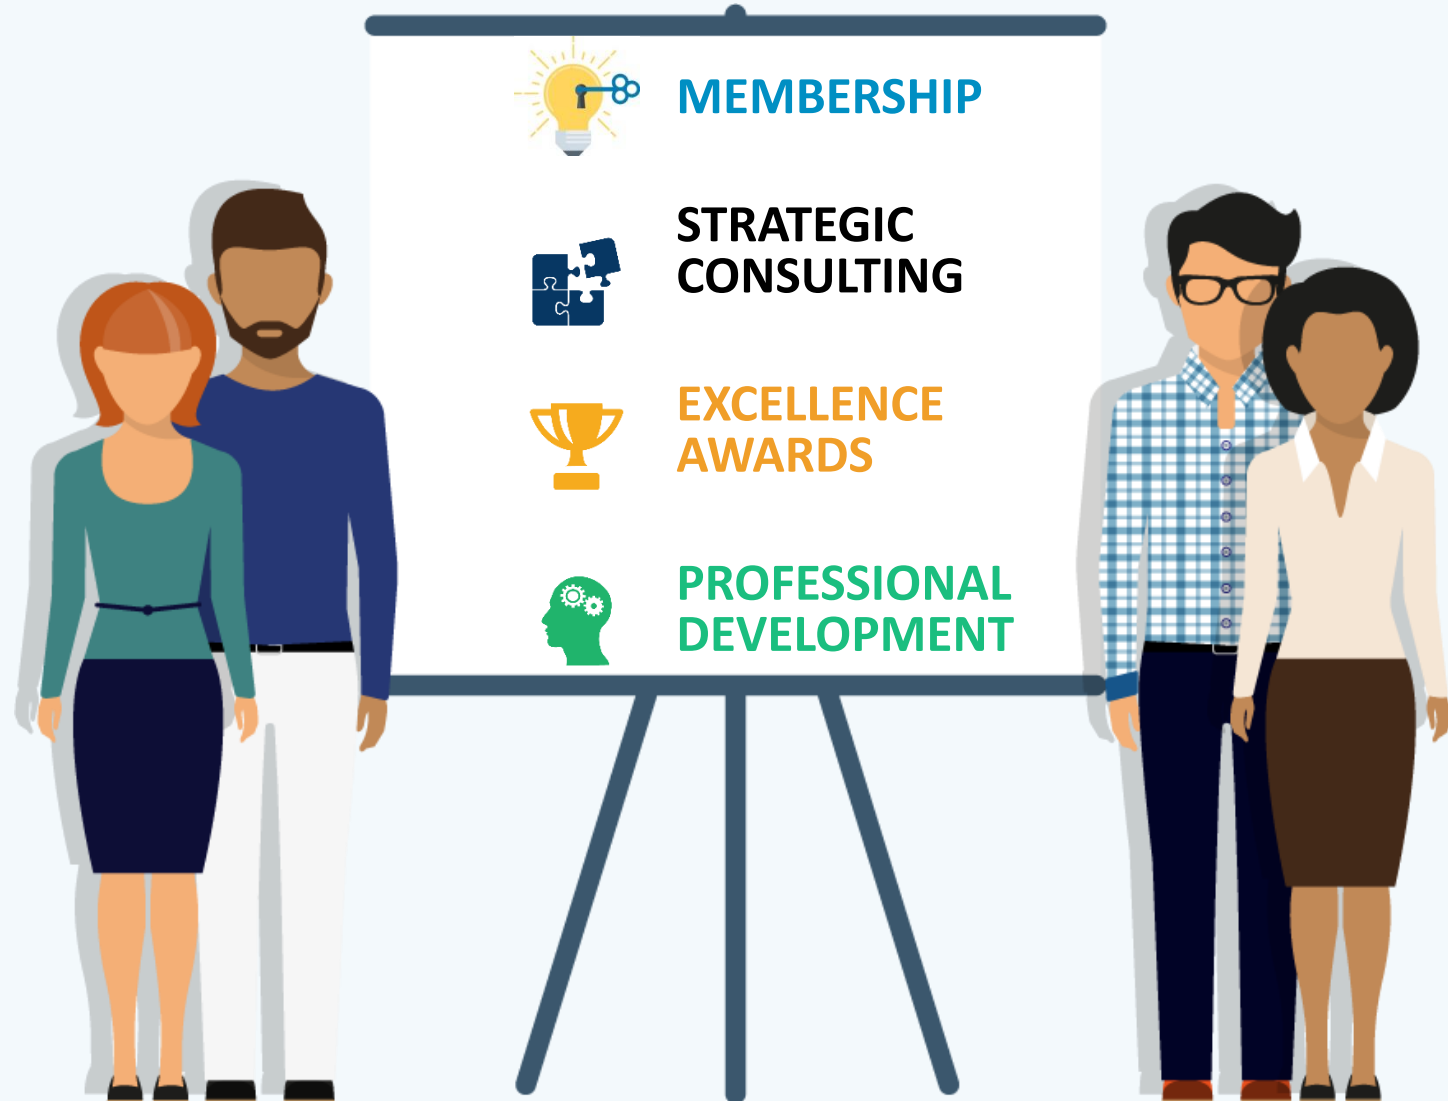 MEMBERSHIP
STRATEGIC
CONSULTING
EXCELLENCE
AWARDS
PROFESSIONAL
DEVELOPMENT